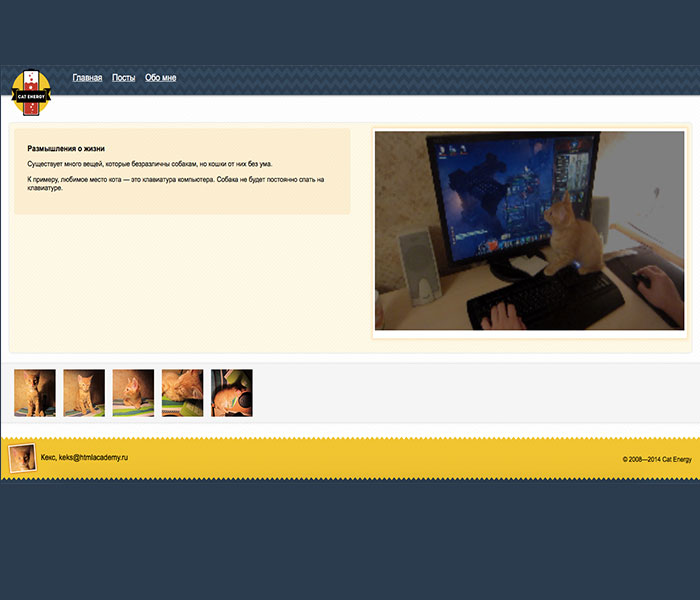 CAT ENERGY
Главная Посты Обо мне
Размышления о жизни
Существует много вещей, которые безразличны собакам, но кошки от них без ума.
К примеру, любимое место кота — это клавиатура компьютера. Собака не будет постоянно спать на
клавиатуре.
Кекс, keks@htmlacademy.ru
© 2008—2014 Cat Energy